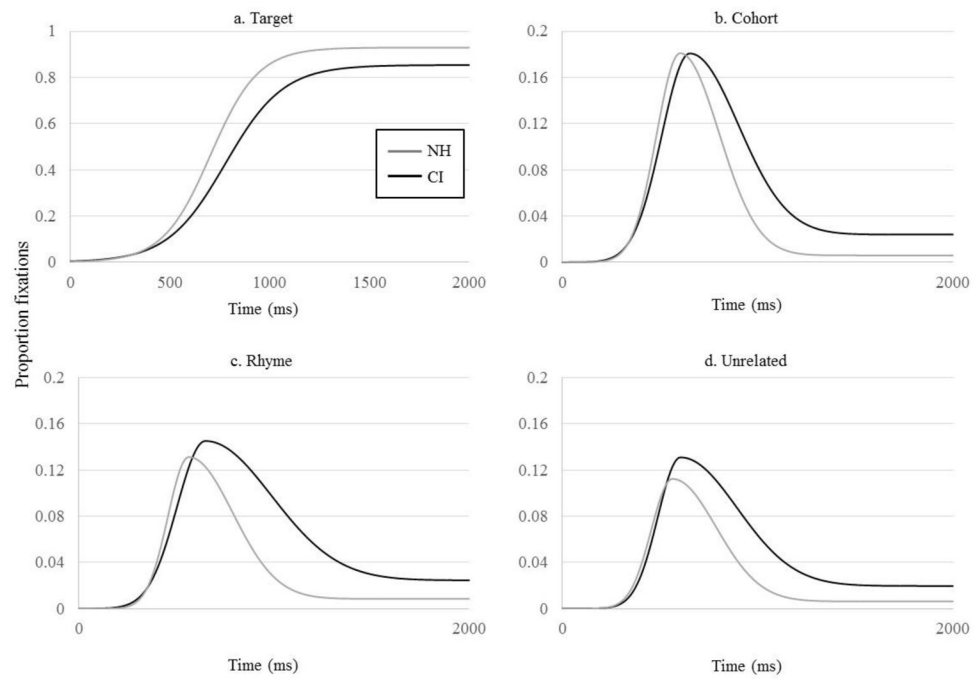 a. Target
1
0.8
0.6
0.4
0.2
0
0 500 1000 1500 2000
Time (ms)
NH
CI
b. Cohort
0.2
0.16
0.12
0.08
0.04
0
0 2000
Time (ms)
Proportion fixations
c. Rhyme
0.2
0.16
0.12
0.08
0.04
0
0 2000
Time (ms)
d. Unrelated
0.2
0.16
0.12
0.08
0.04
0
0 2000
Time (ms)